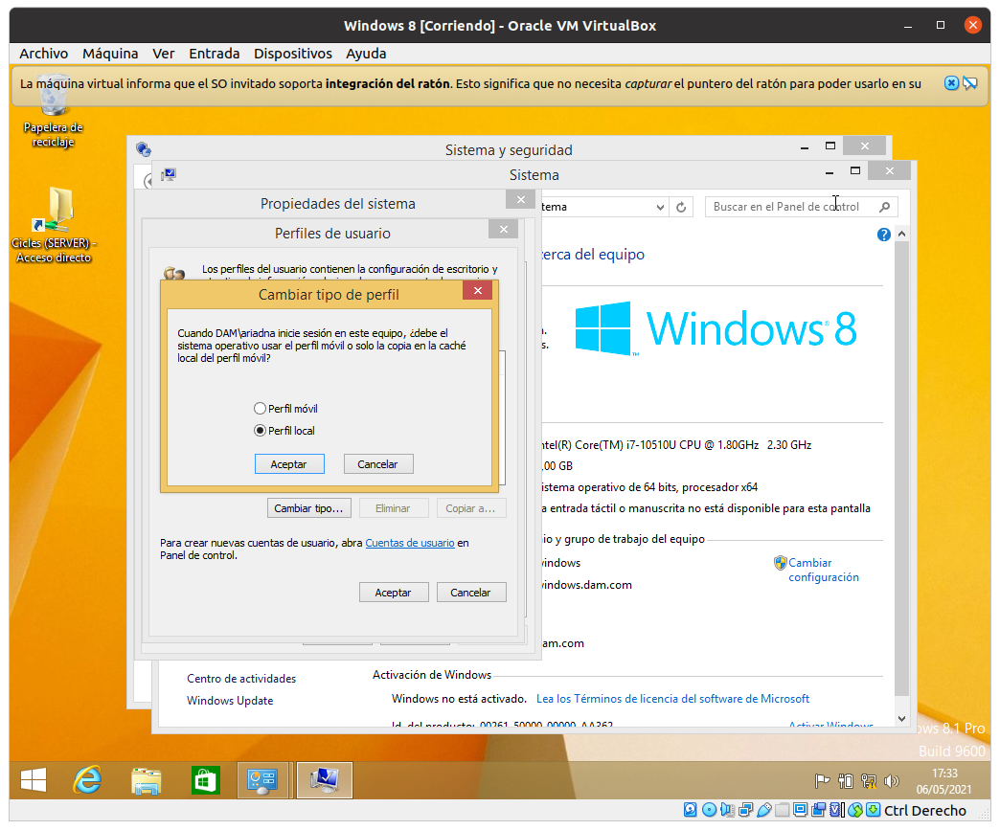 Windows 8 [Corriendo] - Oracle VM VirtualBox
Archivo Máquina Ver Entrada Dispositivos Ayuda
La máquina virtual informa que el SO invitado soporta integración del ratón. Esto significa que no necesita capturar el puntero del ratón para poder usarlo en su
Papelera de
reciclaje
Cicles (SERVER) -
Acceso directo
Sistema y seguridad
Sistema
Propiedades del sistema
tema
Buscar en el Panel de control
Perfiles de usuario
cerca del equipo
Los perfiles del usuario contienen la configuración de escritorio y
Cambiar tipo de perfil
Cuando DAM\ariadna inicie sesión en este equipo, ¿debe el
sistema operativo usar el perfil móvil o solo la copia en la caché
local del perfil móvil?
Perfil móvil
Perfil local
Aceptar Cancelar
Windows 8
ntel(R) Core(TM) i7-10510U CPU @ 1.80GHz 2.30 GHz
,00 GB
istema operativo de 64 bits, procesador x64
a entrada táctil o manuscrita no está disponible para esta pantalla
Cambiar tipo... Eliminar Copiar a...
Para crear nuevas cuentas de usuario, abra Cuentas de usuario en
Panel de control.
Aceptar Cancelar
io y grupo de trabajo del equipo
indows
indows.dam.com
Cambiar
configuración
am.com
Centro de actividades
Windows Update
Activación de Windows
Windows no está activado. Lea los Términos de licencia del software de Microsoft
Id. del producto: 00261-50000-00000-AA362
Activar Windows
ows 8.1 Pro
Build 9600
17:33
06/05/2021
Ctrl Derecho